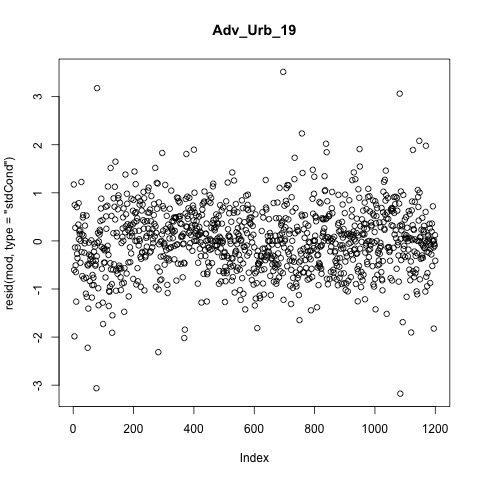 Adv_Urb_19
resid(mod, type = "stdCond")
3
2
1
0
-1
-2
-3
0 200 400 600 800 1000 1200
Index